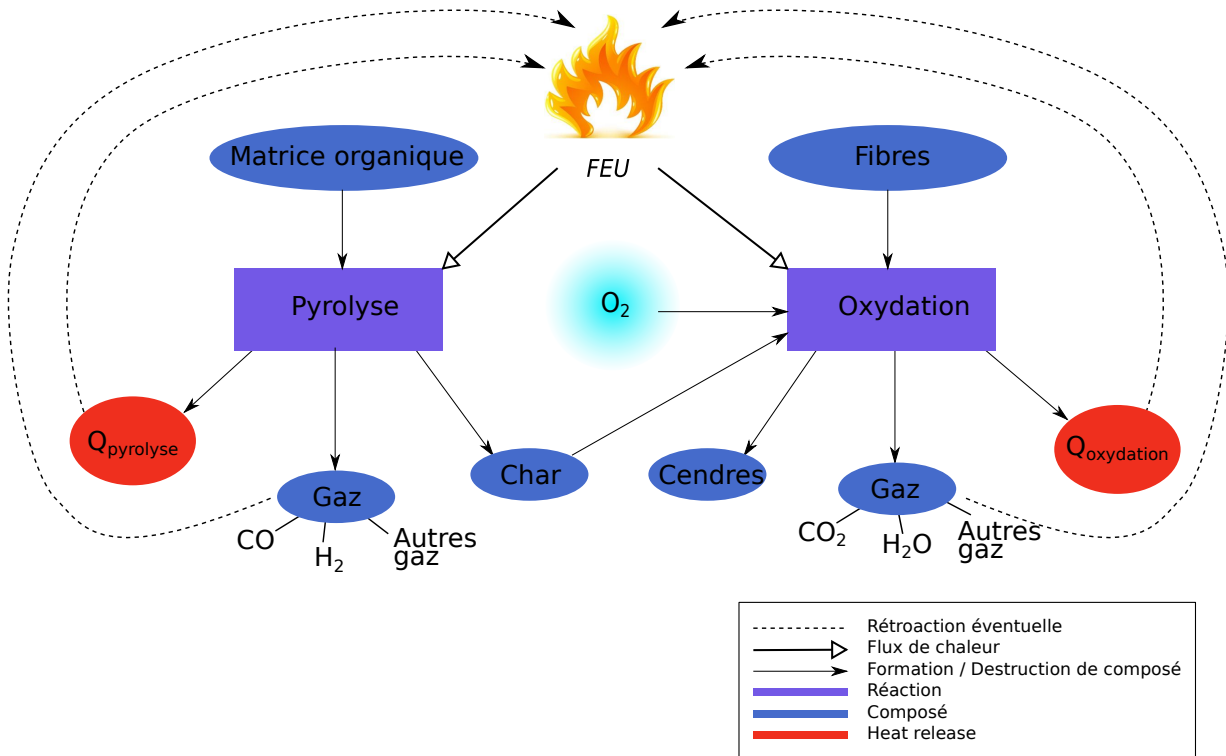 FEU
Matrice organique
Fibres
Pyrolyse
O₂
Oxydation
Qpyrolyse
Gaz
Char
Cendres
Gaz
Qoxydation
CO
H₂
Autres
gaz
CO₂
H₂O
Autres
gaz
Rétroaction éventuelle
Flux de chaleur
Formation / Destruction de composé
Réaction
Composé
Heat release